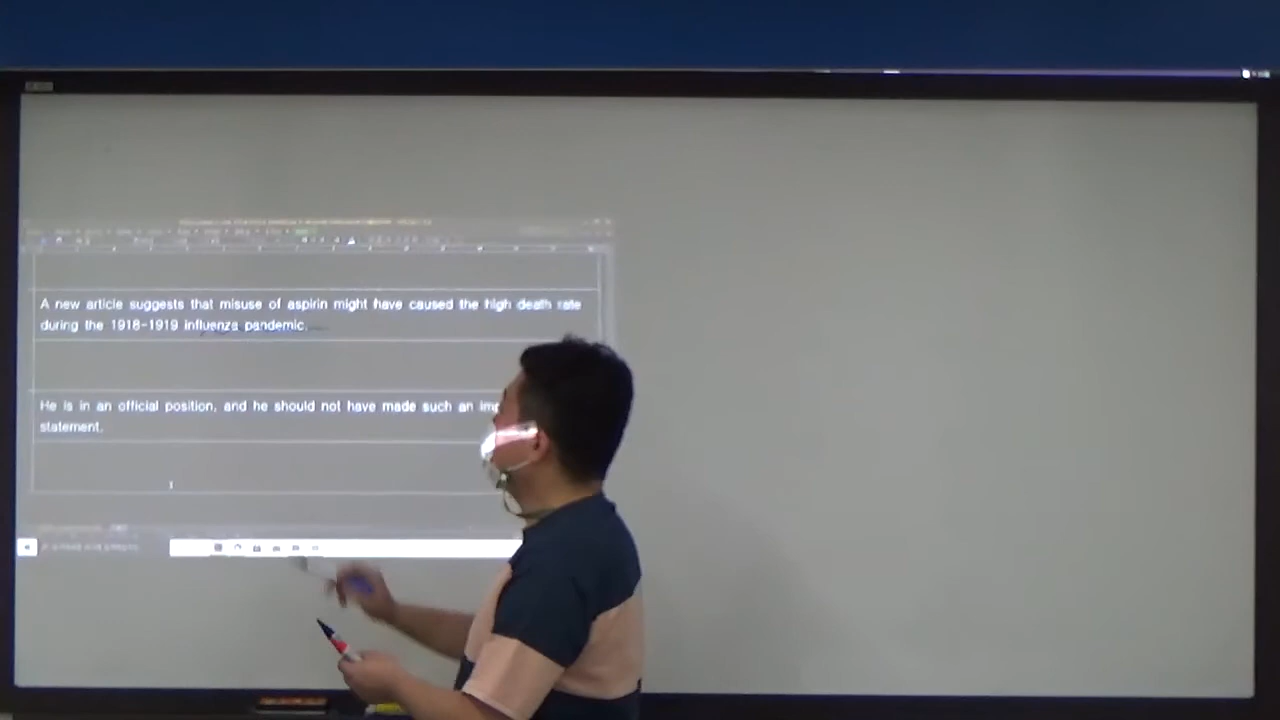 A new article suggests that misuse of aspirin might have caused the high death rate
during the 1918-1919 influenza pandemic.
He is in an official position, and he should not have made such an
statement.